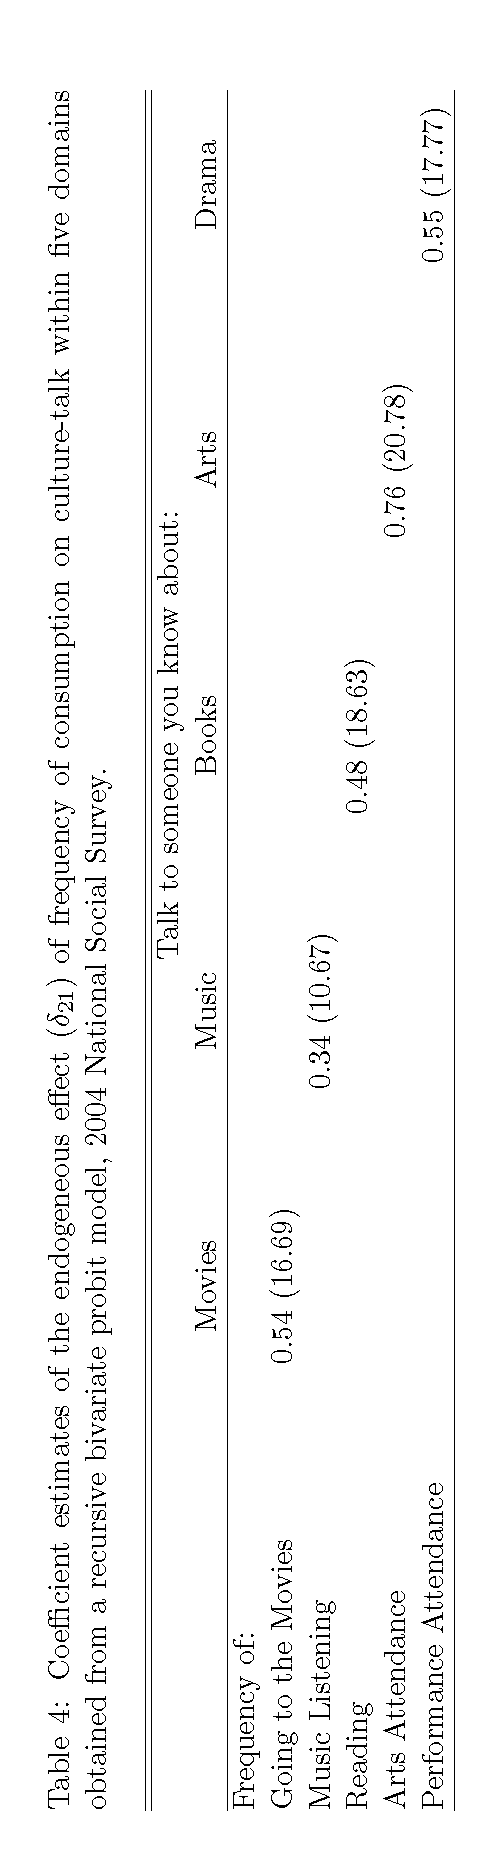 Table 4: Coefficient estimates of the endogeneous effect (δ21) of frequency of consumption on culture-talk within five domains
obtained from a recursive bivariate probit model, 2004 National Social Survey.
Talk to someone you know about:
Movies Music Books Arts Drama
Frequency of:
Going to the Movies 0.54 (16.69)
Music Listening 0.34 (10.67)
Reading 0.48 (18.63)
Arts Attendance 0.76 (20.78)
Performance Attendance 0.55 (17.77)